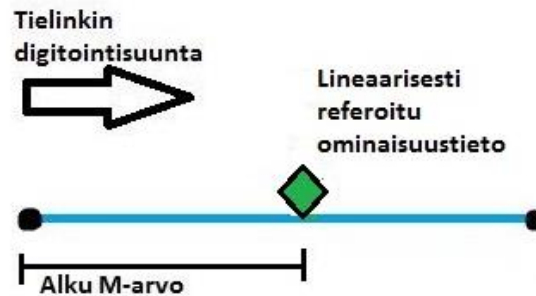 Tielinkin
digitointisuunta
Lineaarisesti
referoitu
ominaisuustieto
Alku M-arvo